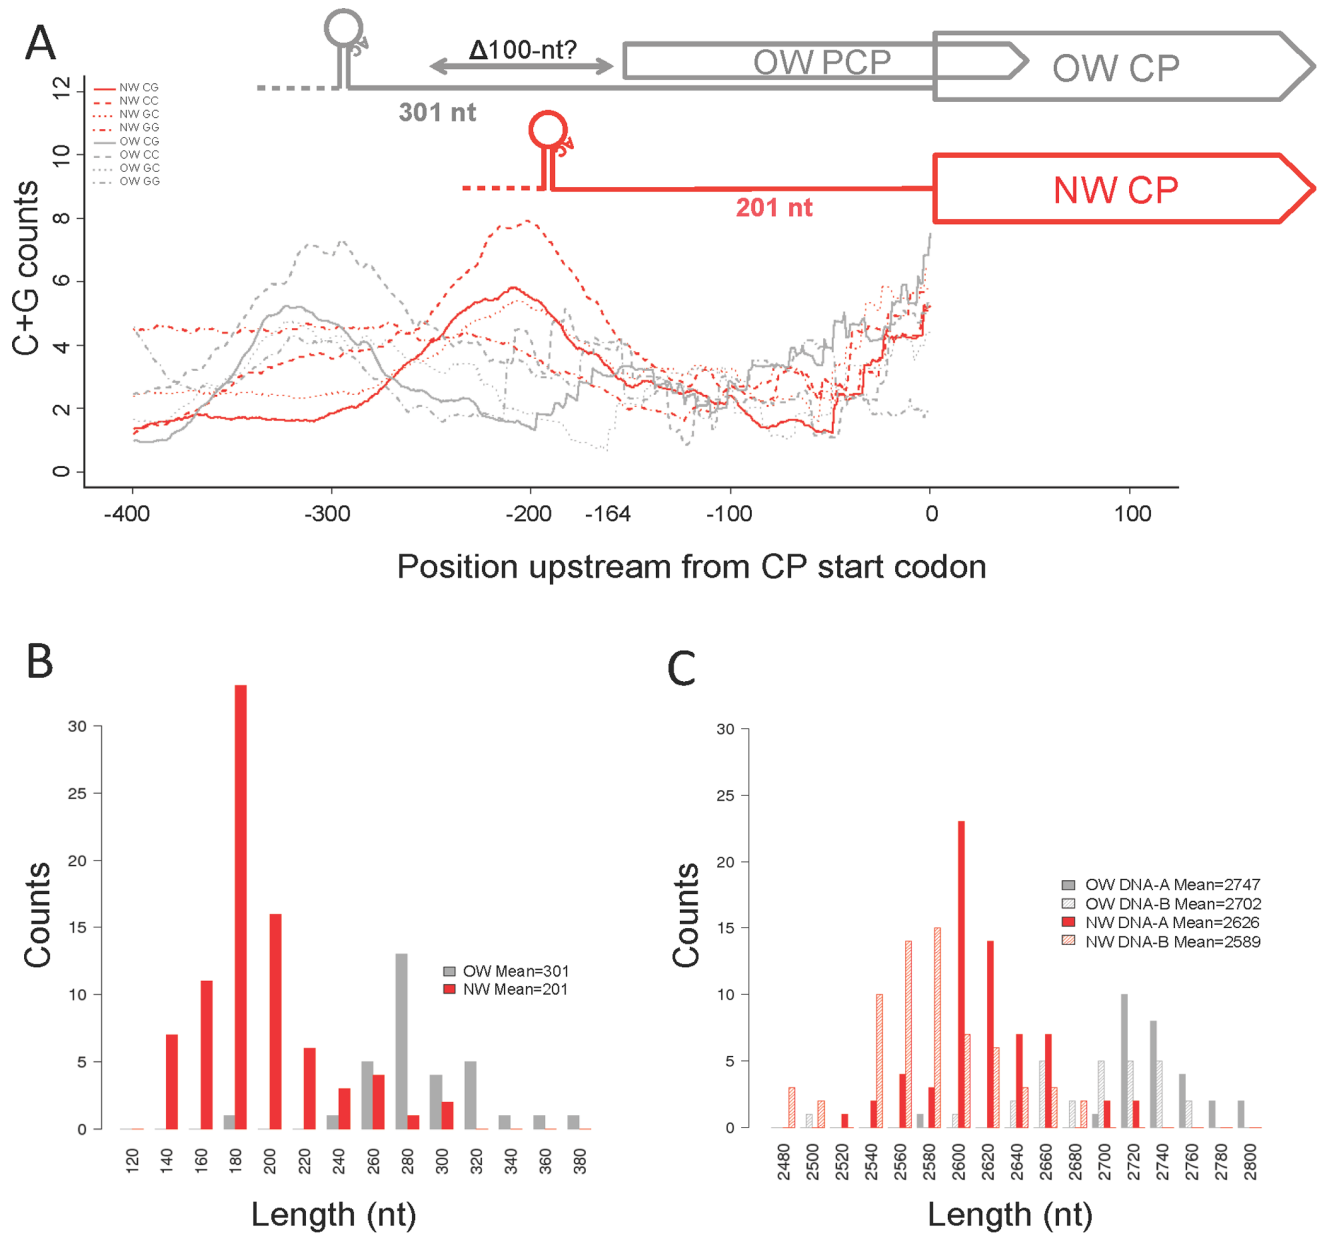 A
AC
Δ100-nt?
OW PCP
OW CP
301 nt
AC
NW CP
201 nt
NW CG
NW CC
NW GC
NW GG
OW CG
OW CC
OW GC
OW GG
C+G counts
12
10
8
6
4
2
0
-400
-300
-200
-164
-100
0
100
Position upstream from CP start codon
B
Counts
30
25
20
15
10
5
0
OW Mean=301
NW Mean=201
120
140
160
180
200
220
240
260
280
300
320
340
360
380
Length (nt)
C
Counts
30
25
20
15
10
5
0
OW DNA-A Mean=2747
OW DNA-B Mean=2702
NW DNA-A Mean=2626
NW DNA-B Mean=2589
2480
2500
2520
2540
2560
2580
2600
2620
2640
2660
2680
2700
2720
2740
2760
2780
2800
Length (nt)